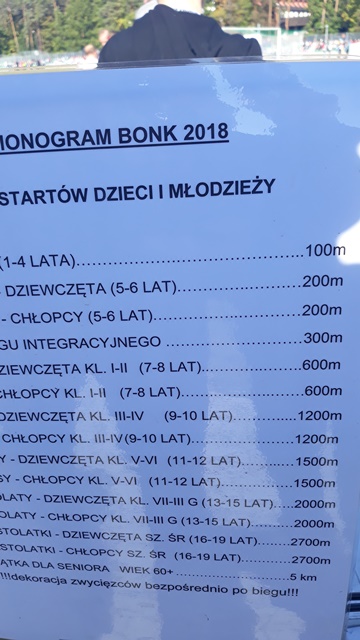 MONOGRAM BONK 2018
STARTÓW DZIECI I MŁODZIEŻY
(1-4 LATA)..........................................100m
- DZIEWCZĘTA (5-6 LAT)..........................200m
- CHŁOPCY (5-6 LAT)..............................200m
GU INTEGRACYJNEGO ..........................300m
ZIEWCZĘTA KL. I-II (7-8 LAT)....................600m
CHŁOPCY KL. I-II (7-8 LAT)......................600m
DZIEWCZĘTA KL. III-IV (9-10 LAT)..............1200m
CHŁOPCY KL. III-IV (9-10 LAT)...................1200m
Y - DZIEWCZĘTA KL. V-VI (11-12 LAT)............1500m
SY - CHŁOPCY KL. V-VI (11-12 LAT)...............1500m
OLATY - DZIEWCZĘTA KL. VII-III G (13-15 LAT).....2000m
OLATY - CHŁOPCY KL. VII-III G (13-15 LAT)........2000m
STOLATKI - DZIEWCZĘTA SZ. ŚR (16-19 LAT)........2700m
STOLATKI - CHŁOPCY SZ. ŚR (16-19 LAT)............2700m
ĄTKA DLA SENIORA WIEK 60+ ..........................5 km
!!!dekoracja zwycięzców bezpośrednio po biegu!!!